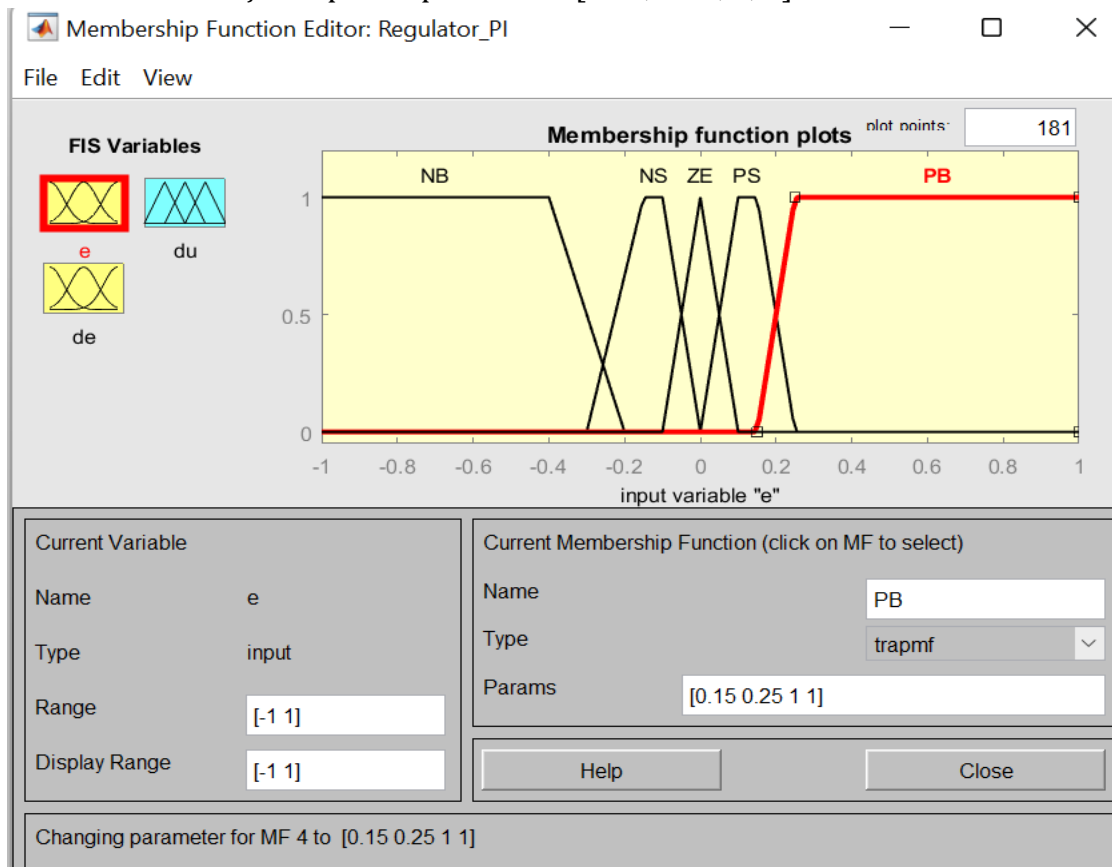 Membership Function Editor: Regulator_PI
File Edit View
FIS Variables
Membership function plots
plot points:
181
e
du
de
NB
NS
ZE
PS
PB
1
0.5
0
-1
-0.8
-0.6
-0.4
-0.2
0
0.2
0.4
0.6
0.8
1
input variable "e"
Current Variable
Name e
Type input
Range [-1 1]
Display Range [-1 1]
Current Membership Function (click on MF to select)
Name PB
Type trapmf
Params [0.15 0.25 1 1]
Help
Close
Changing parameter for MF 4 to [0.15 0.25 1 1]